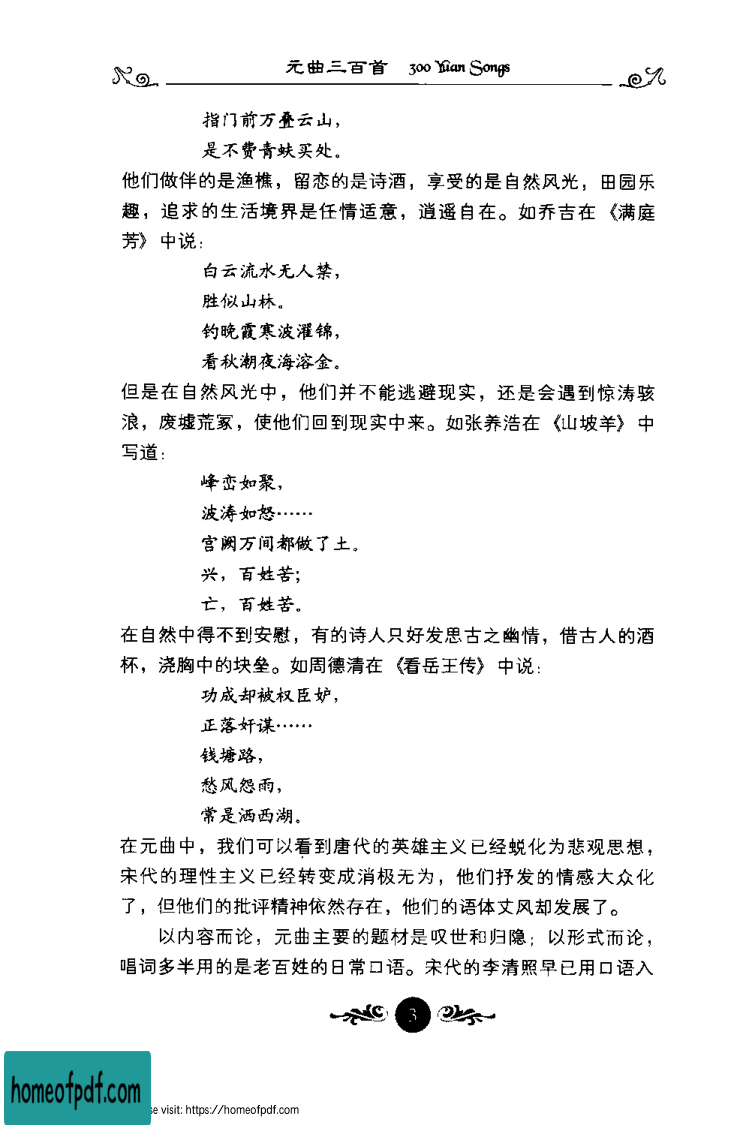 元曲三百首 300 Yuan Songs
指门前万叠云山，
是不费青蚨买处。
他们做伴的是渔樵，留恋的是诗酒，享受的是自然风光，田园乐
趣，追求的生活境界是任情适意，逍遥自在。如乔吉在《满庭
芳》中说：
白云流水无人禁，
胜似山林。
钓晚霞寒波濯锦，
看秋潮夜海溶金。
但是在自然风光中，他们并不能逃避现实，还是会遇到惊涛骇
浪，废墟荒冢，使他们回到现实中来。如张养浩在《山坡羊》中
写道：
峰峦如聚，
波涛如怒……
宫阙万间都做了土。
兴，百姓苦；
亡，百姓苦。
在自然中得不到安慰，有的诗人只好发思古之幽情，借古人的酒
杯，浇胸中的块垒。如周德清在《看岳王传》中说：
功成却被权臣妒，
正落奸谋……
钱塘路，
愁风怨雨，
常是洒西湖。
在元曲中，我们可以看到唐代的英雄主义已经蜕化为悲观思想，
宋代的理性主义已经转变成消极无为，他们抒发的情感大众化
了，但他们的批评精神依然存在，他们的语体文风却发展了。
以内容而论，元曲主要的题材是叹世和归隐；以形式而论，
唱词多半用的是老百姓的日常口语。宋代的李清照早已用口语入
3
homeofpdf.com
se visit: https://homeofpdf.com